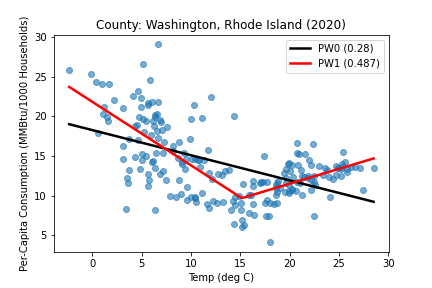 County: Washington, Rhode Island (2020)
Per-Capita Consumption (MMBtu/1000 Households)
30
25
20
15
10
5
PW0 (0.28)
PW1 (0.487)
0 5 10 15 20 25 30
Temp (deg C)